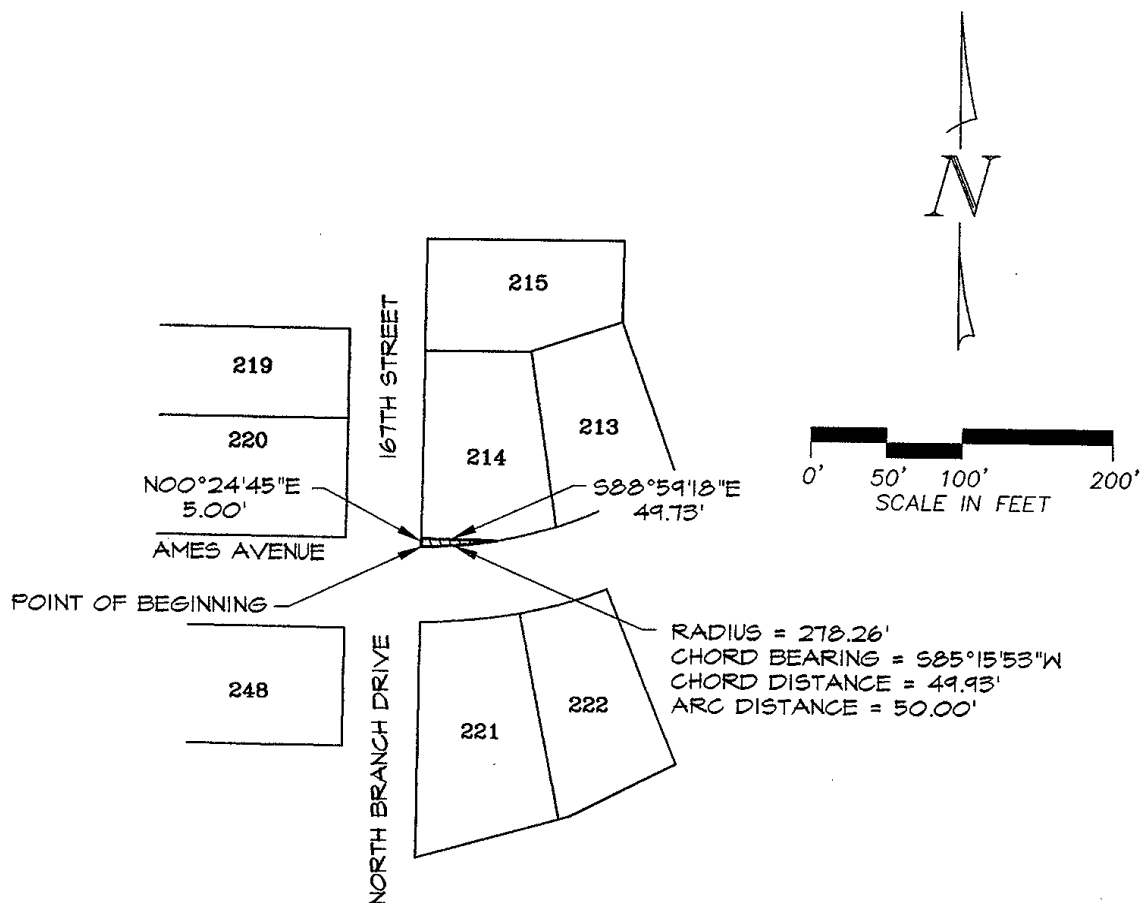 N
215
167TH STREET
219
220
213
214
N00°24'45"E
5.00'
S88°59'18"E
49.73'
0' 50' 100' 200'
SCALE IN FEET
AMES AVENUE
POINT OF BEGINNING
RADIUS = 278.26'
CHORD BEARING = S85°15'53"W
CHORD DISTANCE = 49.93'
ARC DISTANCE = 50.00'
248
NORTH BRANCH DRIVE
221
222